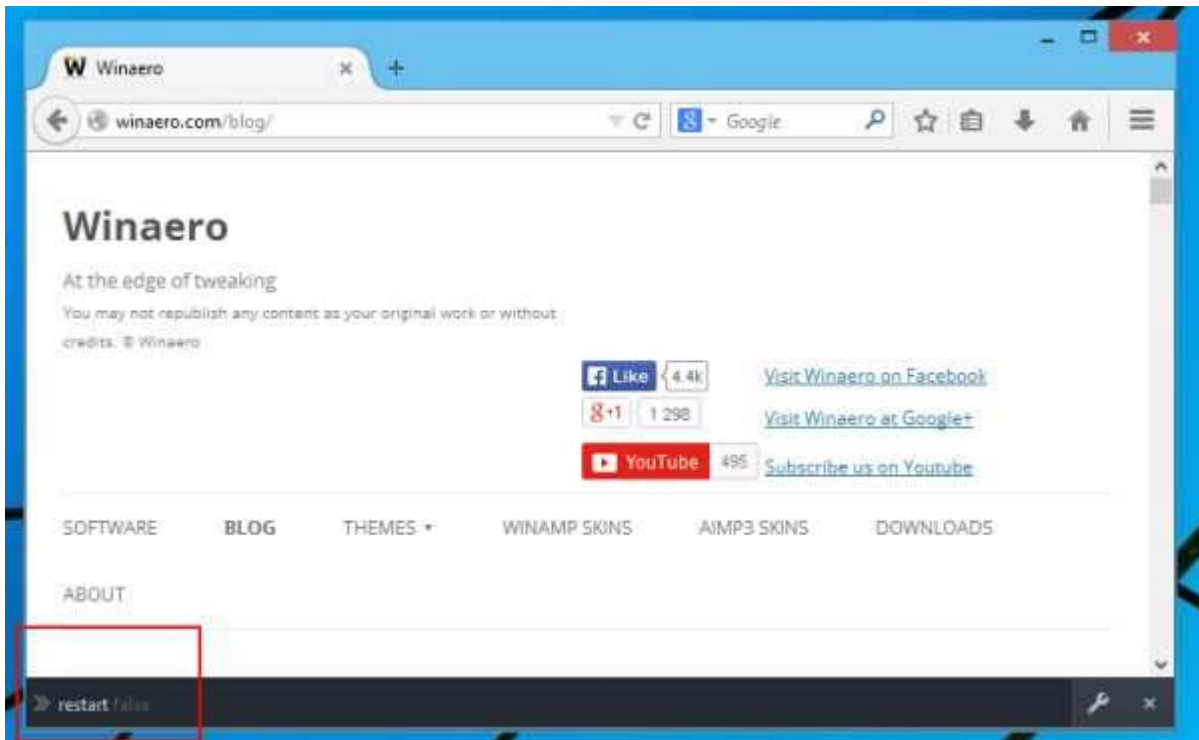 W Winaero
winaero.com/blog/
Google
Winaero
At the edge of tweaking
You may not republish any content as your original work or without
credits. © Winaero
Like 4.4k Visit Winaero on Facebook
g+1 1 298 Visit Winaero at Google+
YouTube 495 Subscribe us on Youtube
SOFTWARE BLOG THEMES WINAMP SKINS AIMP3 SKINS DOWNLOADS
ABOUT
restart false